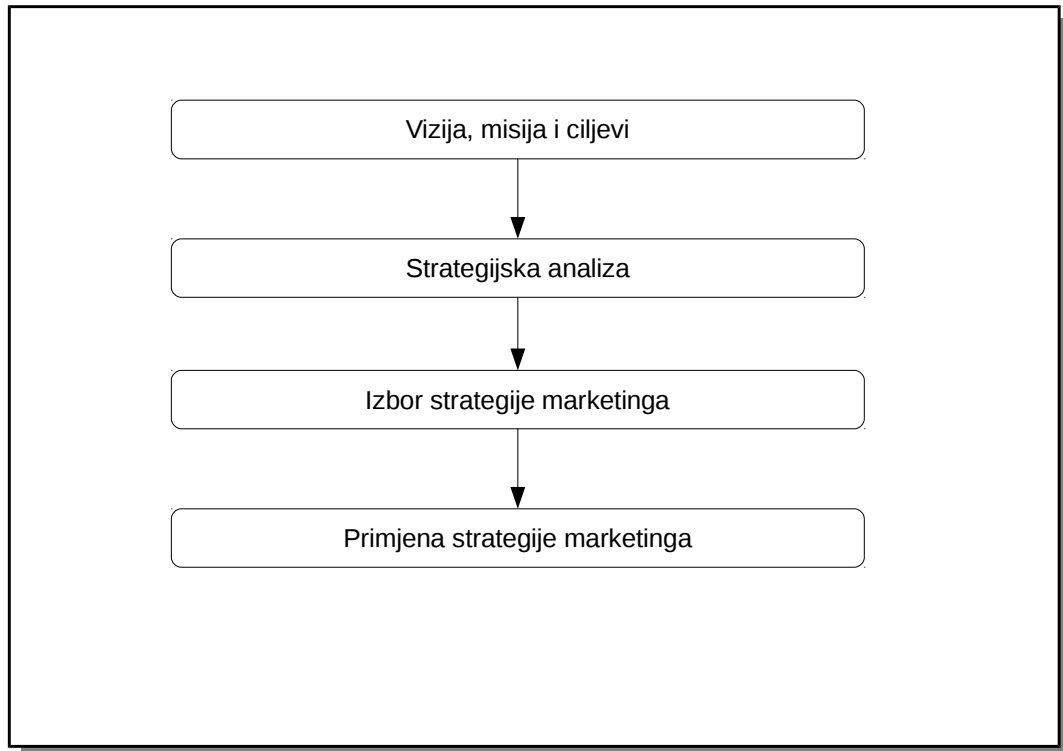 Vizija, misija i ciljevi
Strategijska analiza
Izbor strategije marketinga
Primjena strategije marketinga